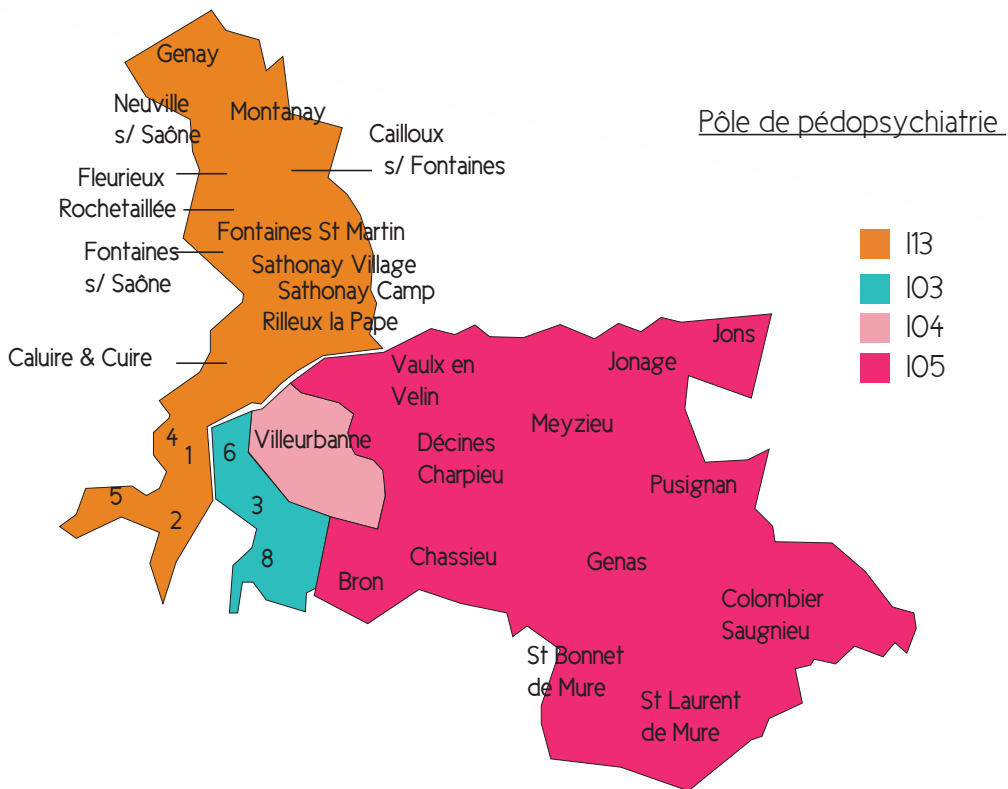 Genay
Neuville
s/ Saône
Montanay
Pôle de pédopsychiatrie
Cailloux
s/ Fontaines
Fleurieux
Rochetaillée
Fontaines St Martin
Fontaines
s/ Saône
Sathonay Village
Sathonay Camp
Rilleux la Pape
Caluire & Cuire
I13
I03
I04
I05
Jons
Jonage
Vaulx en
Velin
Meyzieu
4
1
6
Villeurbanne
Décines
Charpieu
Pusignan
5
2
3
8
Chassieu
Genas
Bron
Colombier
Saugnieu
St Bonnet
de Mure
St Laurent
de Mure